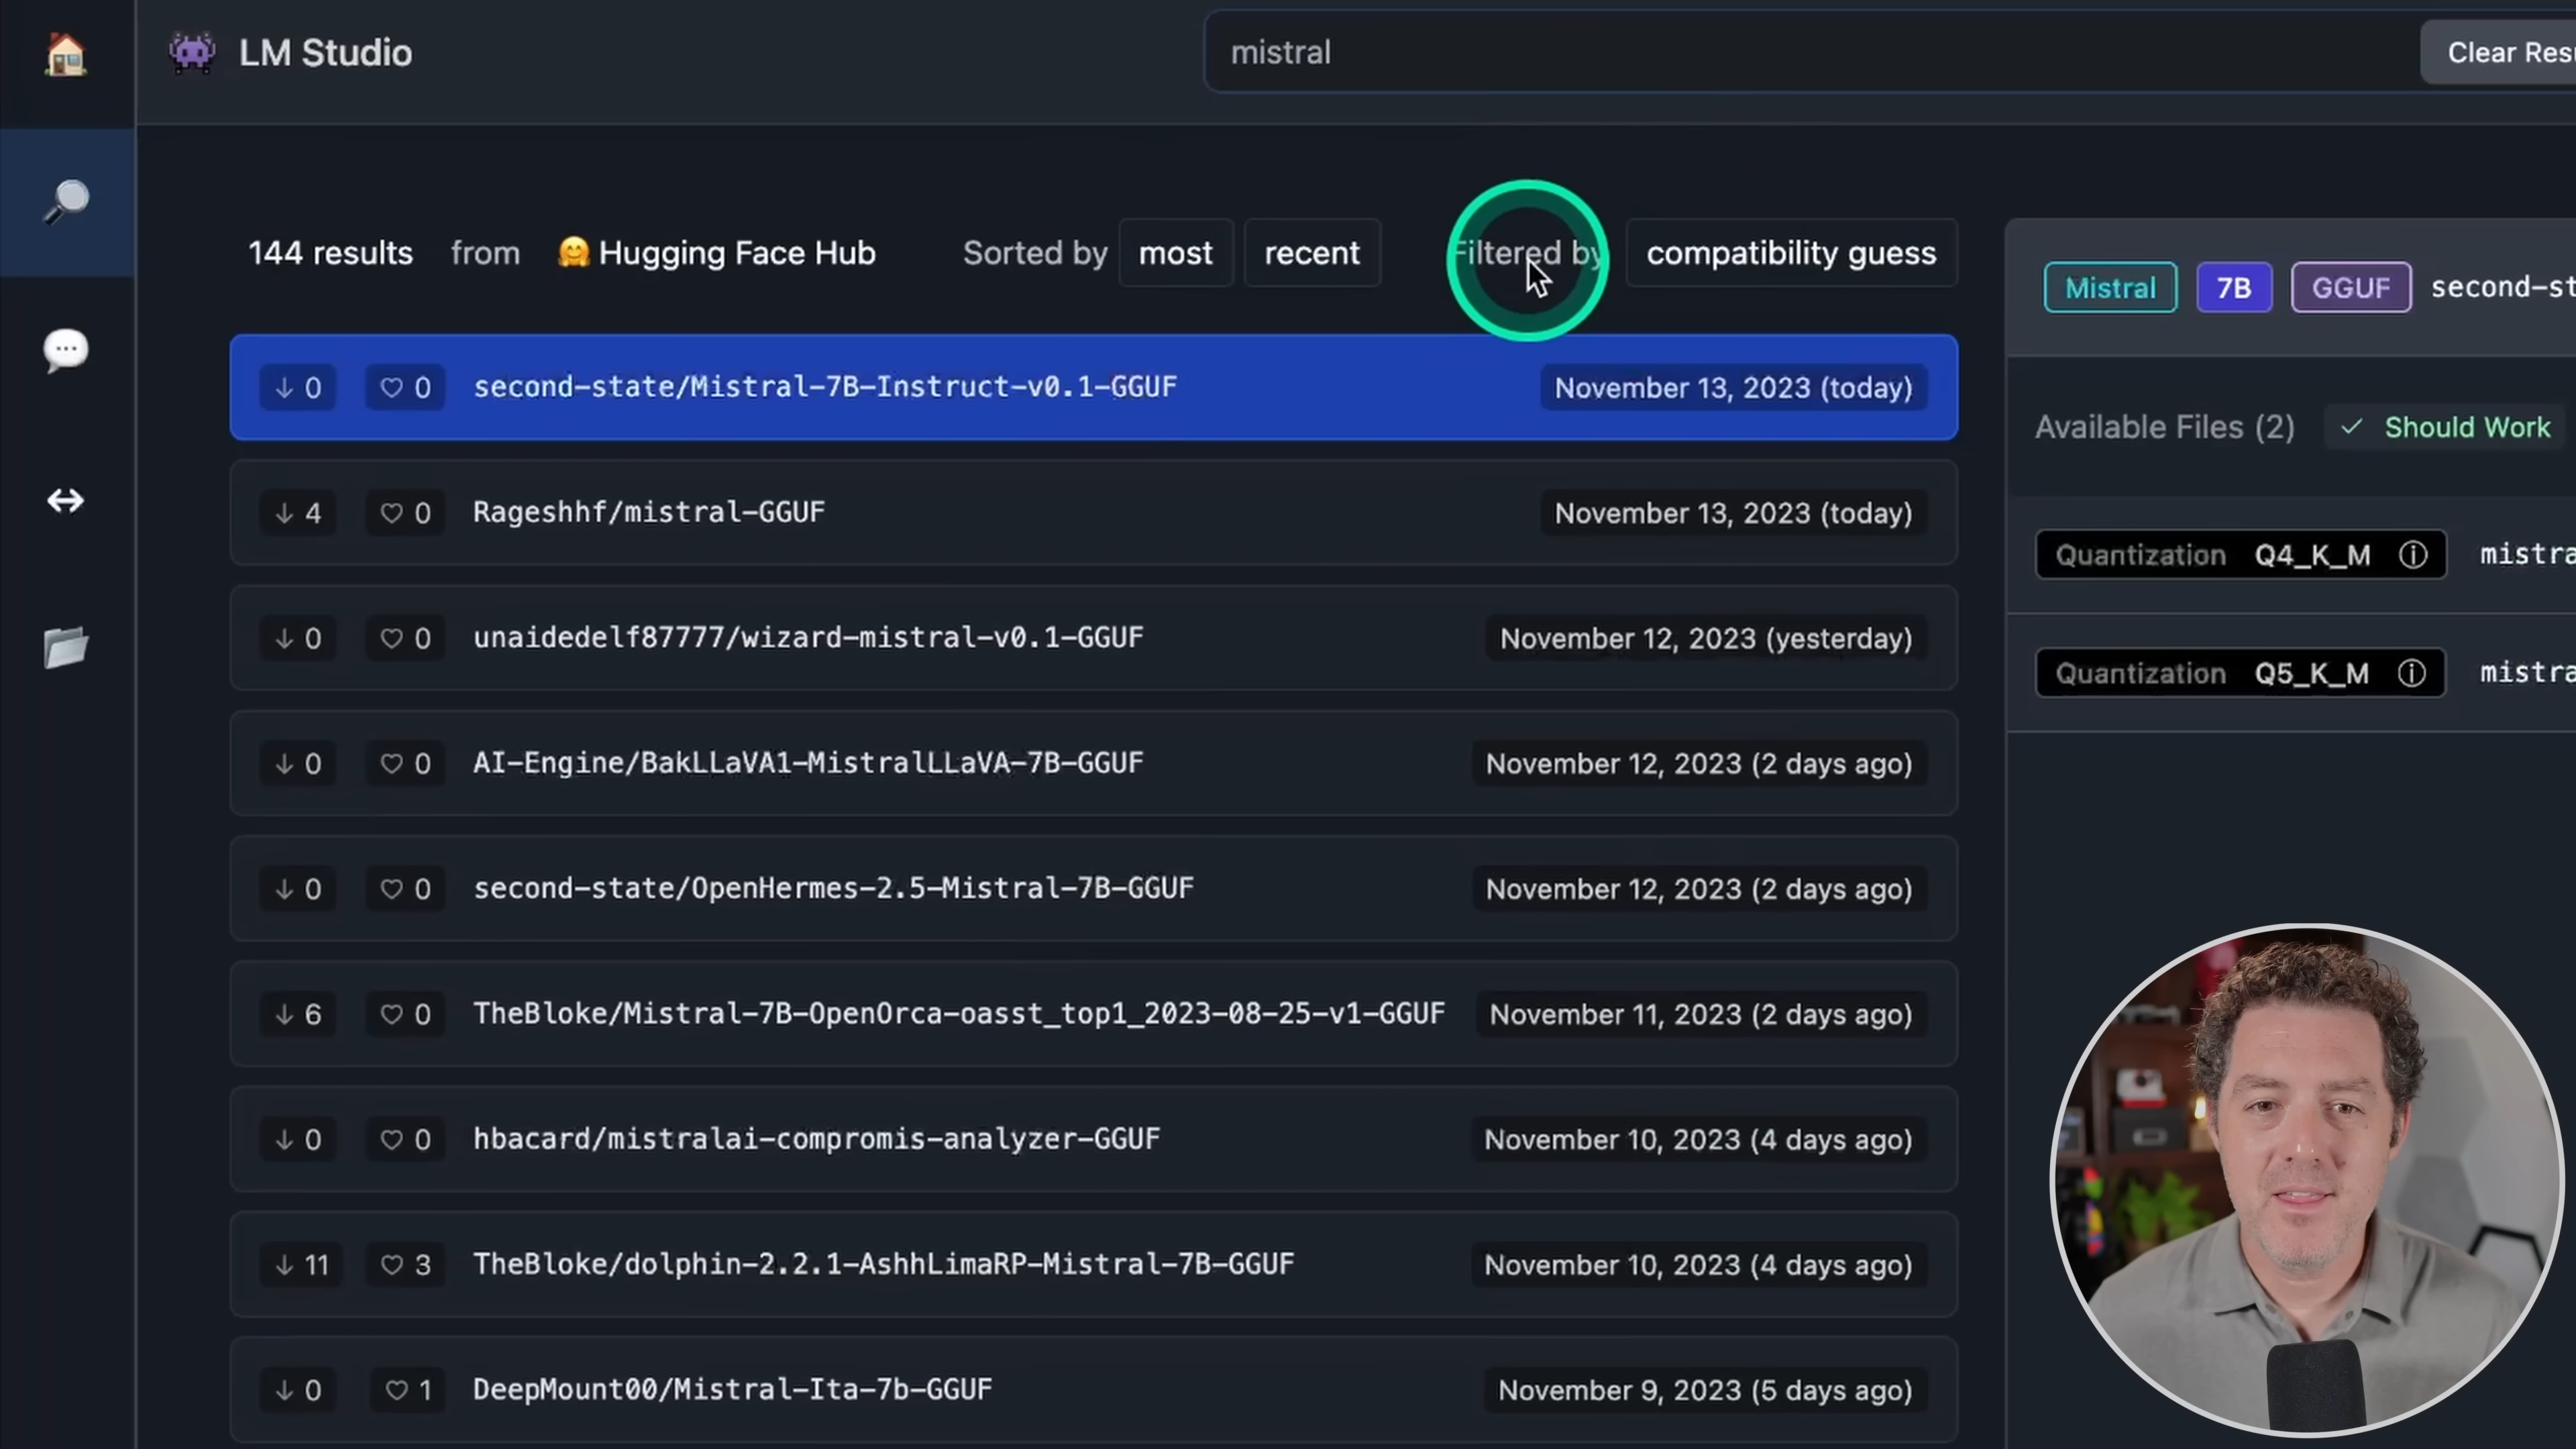 LM Studio
mistral
Clear Res
144 results from Hugging Face Hub Sorted by most recent Filtered by compatibility guess
0 0 second-state/Mistral-7B-Instruct-v0.1-GGUF November 13, 2023 (today)
4 0 Rageshhf/mistral-GGUF November 13, 2023 (today)
0 0 unaidedelf87777/wizard-mistral-v0.1-GGUF November 12, 2023 (yesterday)
0 0 AI-Engine/BakLLaVA1-MistralLLaVA-7B-GGUF November 12, 2023 (2 days ago)
0 0 second-state/OpenHermes-2.5-Mistral-7B-GGUF November 12, 2023 (2 days ago)
6 0 TheBloke/Mistral-7B-OpenOrca-oasst_top1_2023-08-25-v1-GGUF November 11, 2023 (2 days ago)
0 0 hbacard/mistralai-compromis-analyzer-GGUF November 10, 2023 (4 days ago)
11 3 TheBloke/dolphin-2.2.1-AshhLimaRP-Mistral-7B-GGUF November 10, 2023 (4 days ago)
0 1 DeepMount00/Mistral-Ita-7b-GGUF November 9, 2023 (5 days ago)
Mistral 7B GGUF second-st
Available Files (2) Should Work
Quantization Q4_K_M mistra
Quantization Q5_K_M mistra